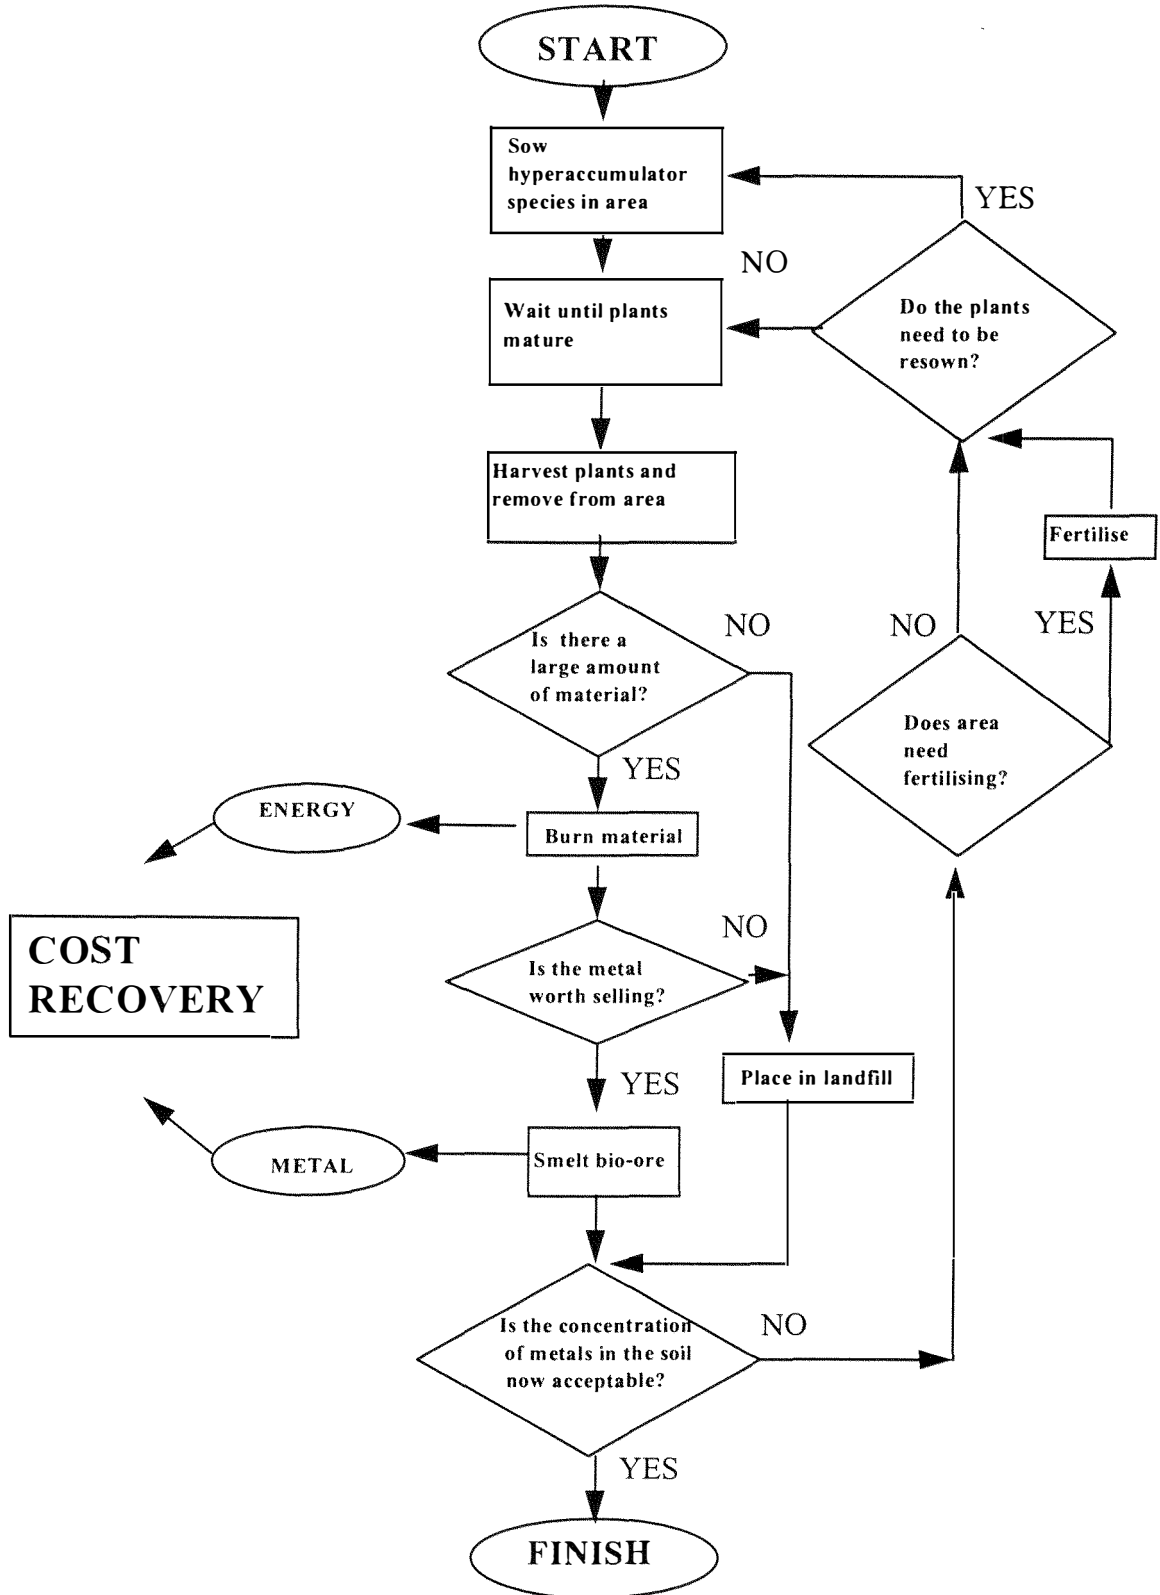 START
Sow
hyperaccumulator
species in area
YES
NO
Wait until plants
mature
Do the plants
need to be
resown?
Harvest plants and
remove from area
Fertilise
NO
NO
YES
Is there a
large amount
of material?
Does area
need
fertilising?
YES
ENERGY
Burn material
NO
COST
RECOVERY
Is the metal
worth selling?
YES
Place in landfill
METAL
Smelt bio-ore
Is the concentration
of metals in the soil
now acceptable?
NO
YES
FINISH